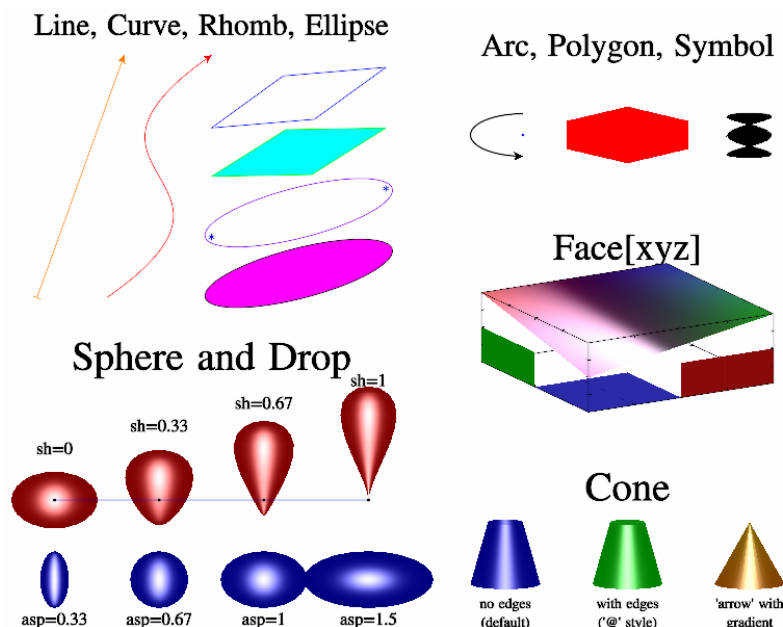 Line, Curve, Rhomb, Ellipse
Arc, Polygon, Symbol
Face[xyz]
Sphere and Drop
sh=0
sh=0.33
sh=0.67
sh=1
asp=0.33
asp=0.67
asp=1
asp=1.5
Cone
no edges
(default)
with edges
('@' style)
'arrow' with
gradient